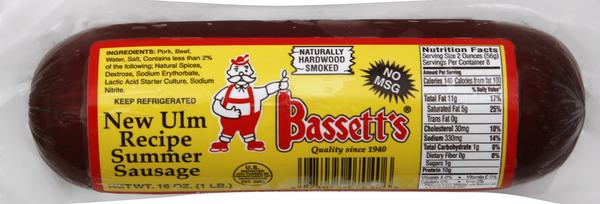 INGREDIENTS: Pork, Beef,
Water, Salt, Contains less than 2%
of the following; Natural Spices,
Dextrose, Sodium Erythorbate,
Lactic Acid Starter Culture, Sodium
Nitrite.
KEEP REFRIGERATED
New Ulm
Recipe
Summer
Sausage
NET WT. 16 OZ. (1 LB.)
NATURALLY
HARDWOOD
SMOKED
NO
MSG
Bassett's®
Quality since 1940
U.S.
Nutrition Facts
Serving Size 2 Ounces (56g)
Servings Per Container 8
Amount Per Serving
Calories 140 Calories from fat 100
% Daily Value*
Total Fat 11g 17%
Saturated Fat 5g 25%
Trans Fat 0g
Cholesterol 30mg 10%
Sodium 330mg 14%
Total Carbohydrate 1g 0%
Dietary Fiber 0g 0%
Sugars 1g
Protein 10g
Vitamin A 0% • Vitamin C 0%